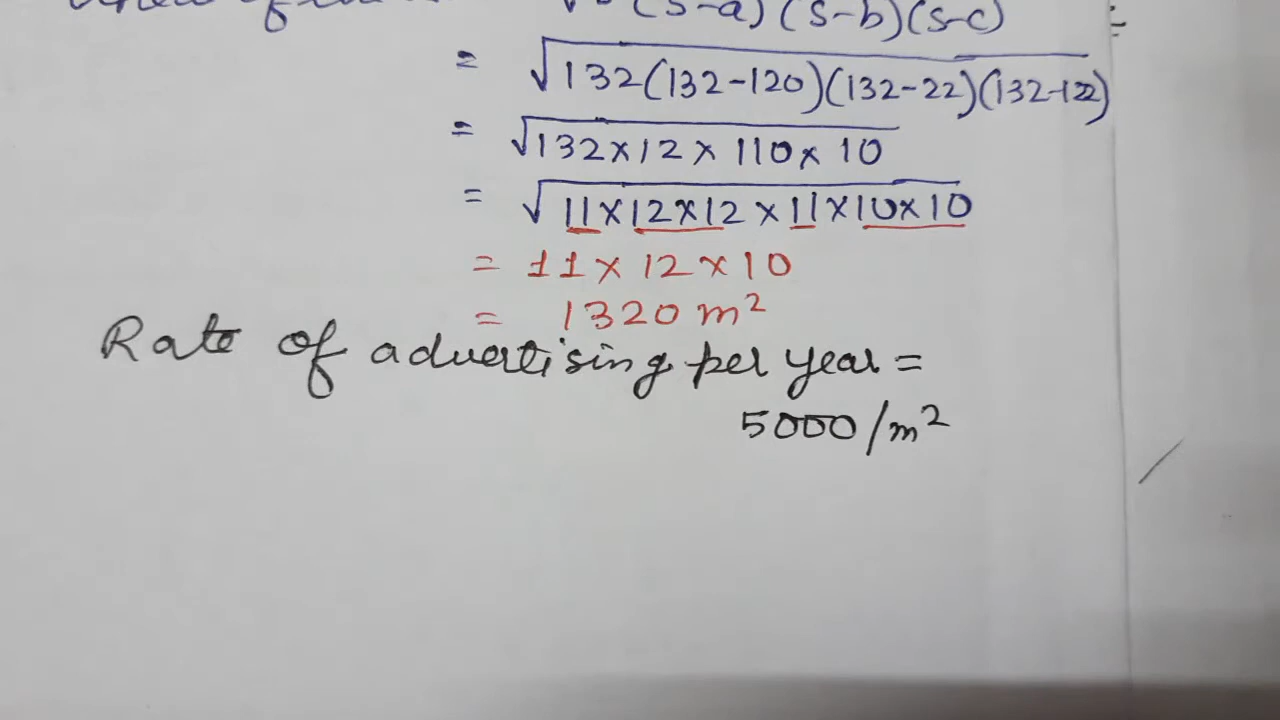 (s-a) (s-b)(s-c)
= √132(132-120)(132-22)(132-122)
= √132×12× 110× 10
= √11×12×12 ×11×10×10
= 11× 12×10
= 1320 m²
Rate of advertising per year =
5000/m²